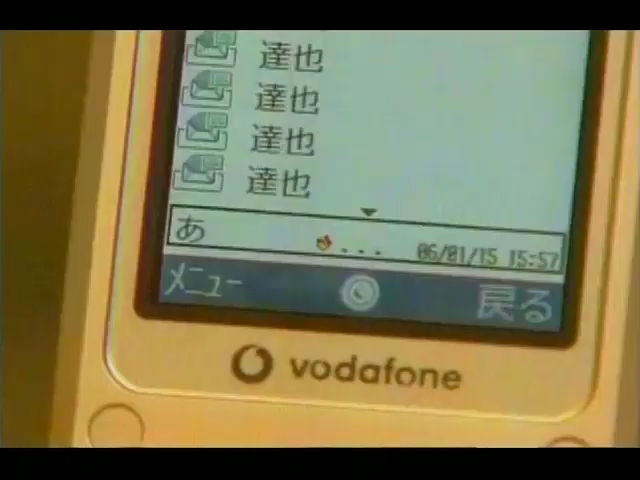 達也
達也
達也
達也
あ
... 06/01/15 15:57
メニュー 戻る
vodafone